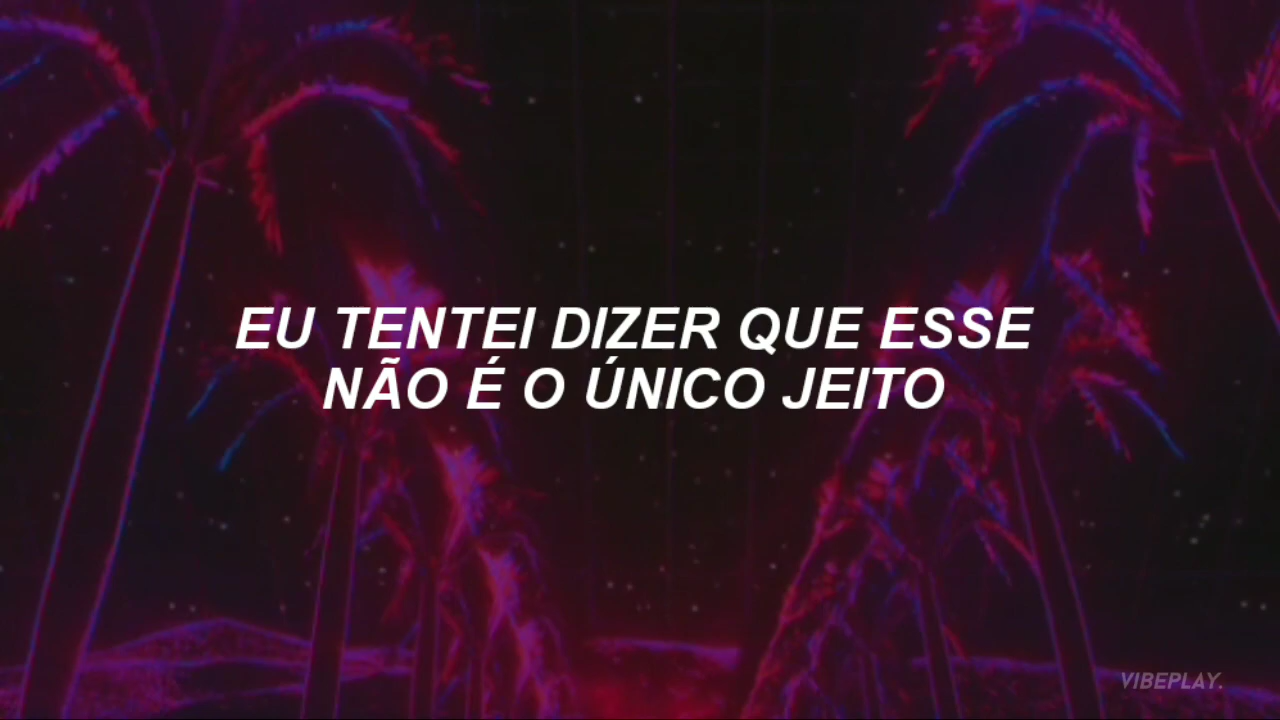 EU TENTEI DIZER QUE ESSE
NÃO É O ÚNICO JEITO
VIBEPLAY.